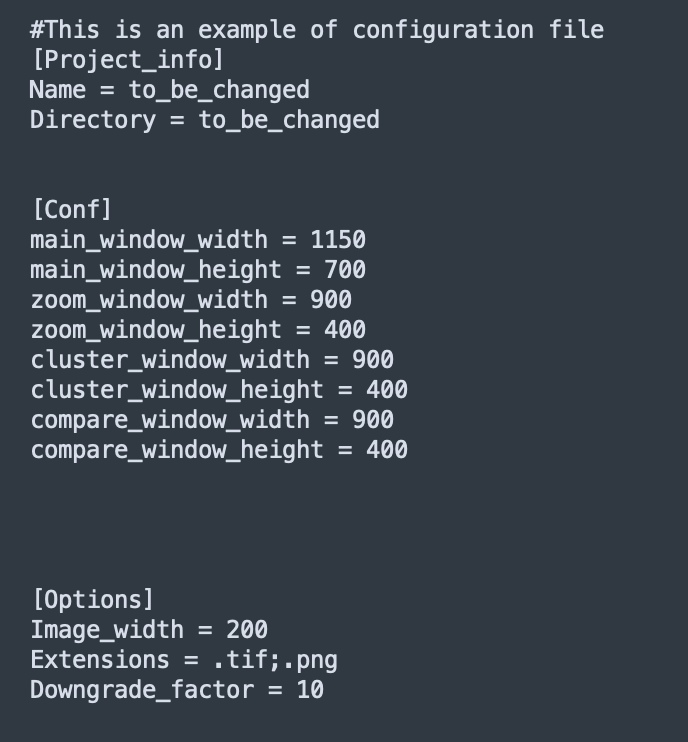 #This is an example of configuration file
[Project_info]
Name = to_be_changed
Directory = to_be_changed
[Conf]
main_window_width = 1150
main_window_height = 700
zoom_window_width = 900
zoom_window_height = 400
cluster_window_width = 900
cluster_window_height = 400
compare_window_width = 900
compare_window_height = 400
[Options]
Image_width = 200
Extensions = .tif;.png
Downgrade_factor = 10